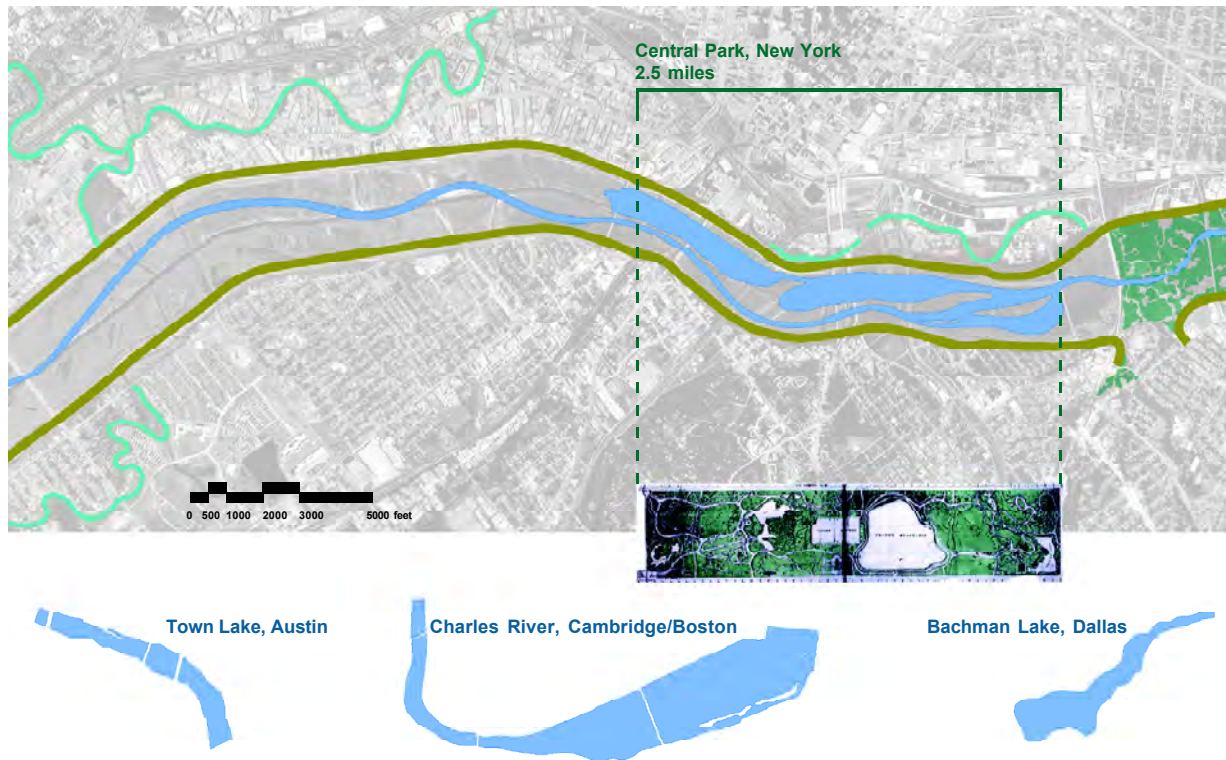 Central Park, New York
2.5 miles
0 500 1000 2000 3000 5000 feet
Town Lake, Austin
Charles River, Cambridge/Boston
Bachman Lake, Dallas